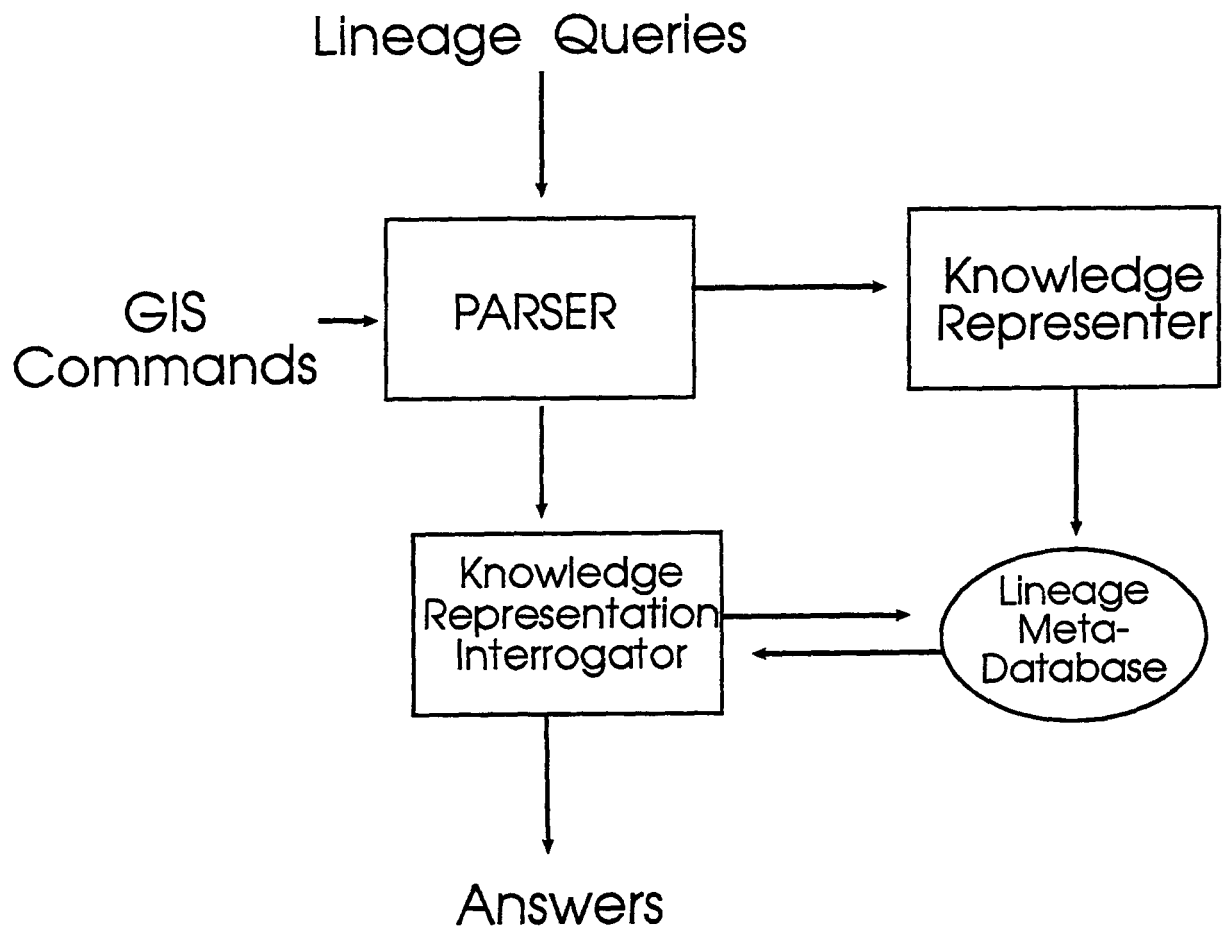 Lineage Queries
GIS
Commands
PARSER
Knowledge
Representer
Knowledge
Representation
Interrogator
Lineage
Meta-
Database
Answers